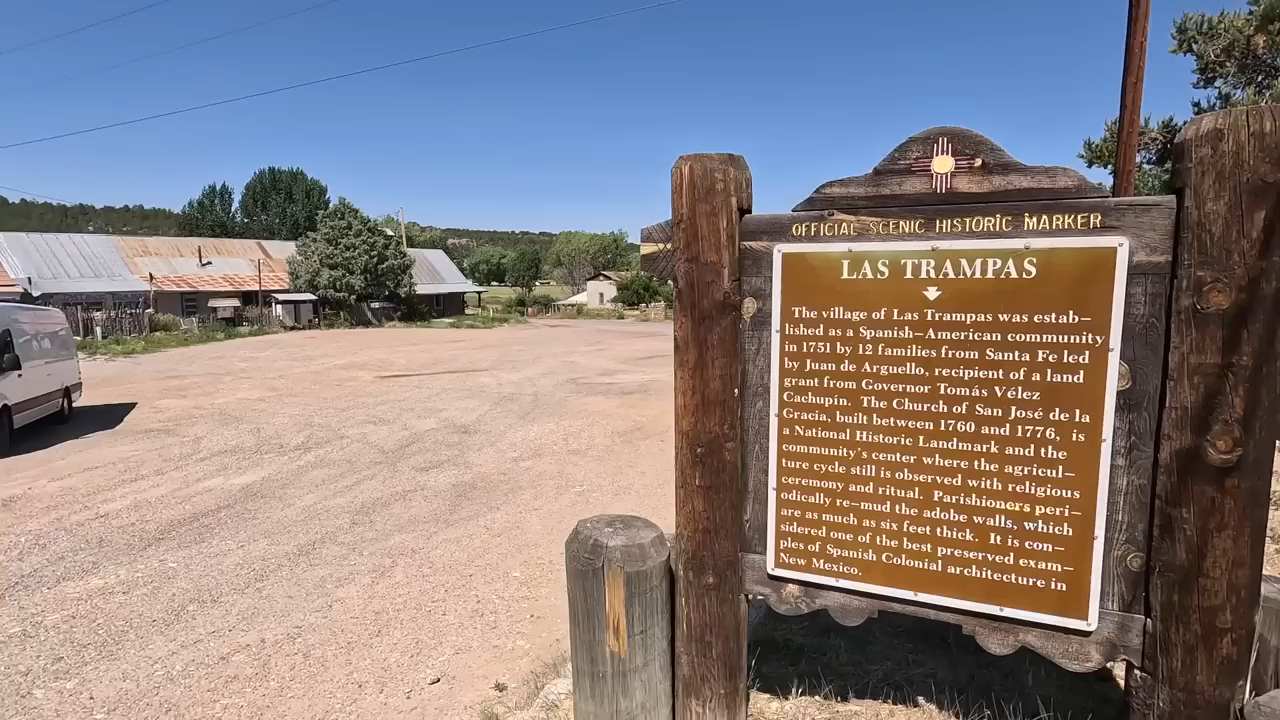 OFFICIAL SCENIC HISTORIC MARKER
LAS TRAMPAS
The village of Las Trampas was estab-
lished as a Spanish-American community
in 1751 by 12 families from Santa Fe led
by Juan de Arguello, recipient of a land
grant from Governor Tomás Vélez
Cachupín. The Church of San José de la
Gracia, built between 1760 and 1776, is
a National Historic Landmark and the
community's center where the agricul-
ture cycle still is observed with religious
ceremony and ritual. Parishioners peri-
odically re-mud the adobe walls, which
are as much as six feet thick. It is con-
sidered one of the best preserved exam-
ples of Spanish Colonial architecture in
New Mexico.